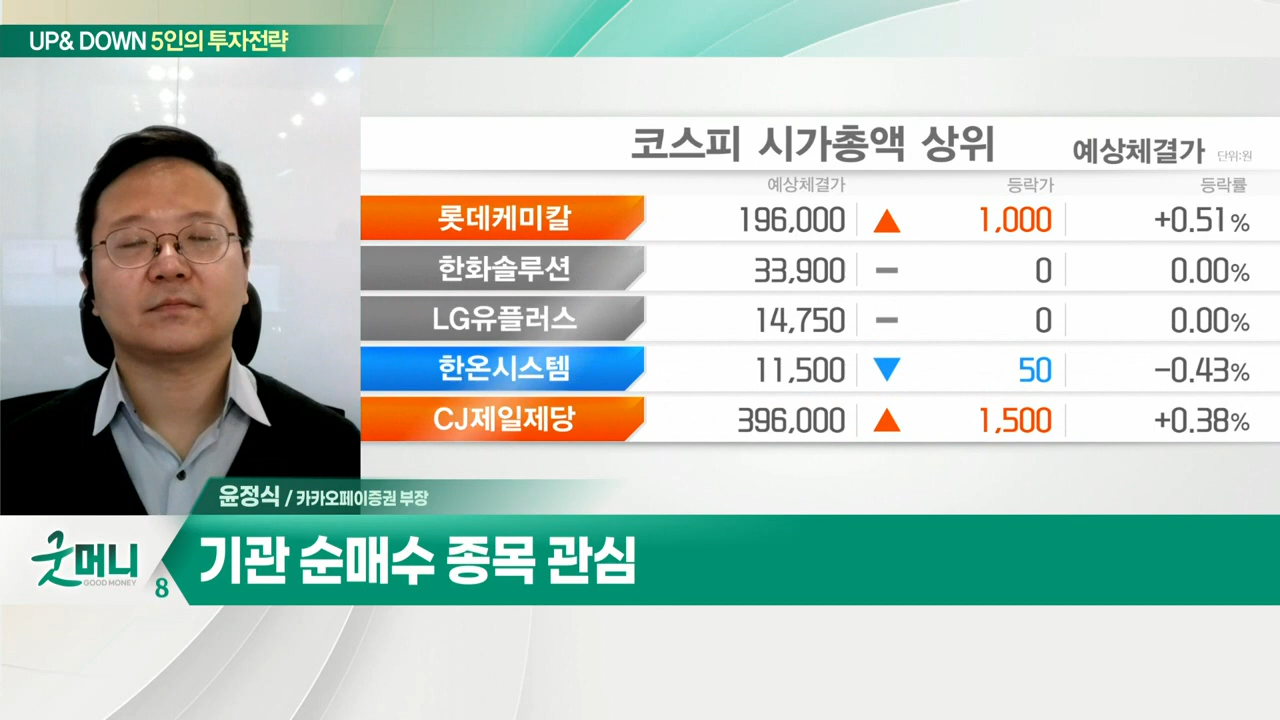 UP& DOWN 5인의 투자전략
코스피 시가총액 상위 예상체결가 단위:원
예상체결가 등락가 등락률
롯데케미칼 196,000 ▲ 1,000 +0.51%
한화솔루션 33,900 － 0 0.00%
LG유플러스 14,750 － 0 0.00%
한온시스템 11,500 ▼ 50 -0.43%
CJ제일제당 396,000 ▲ 1,500 +0.38%
윤정식 / 카카오페이증권 부장
굿머니
GOOD MONEY
8
기관 순매수 종목 관심